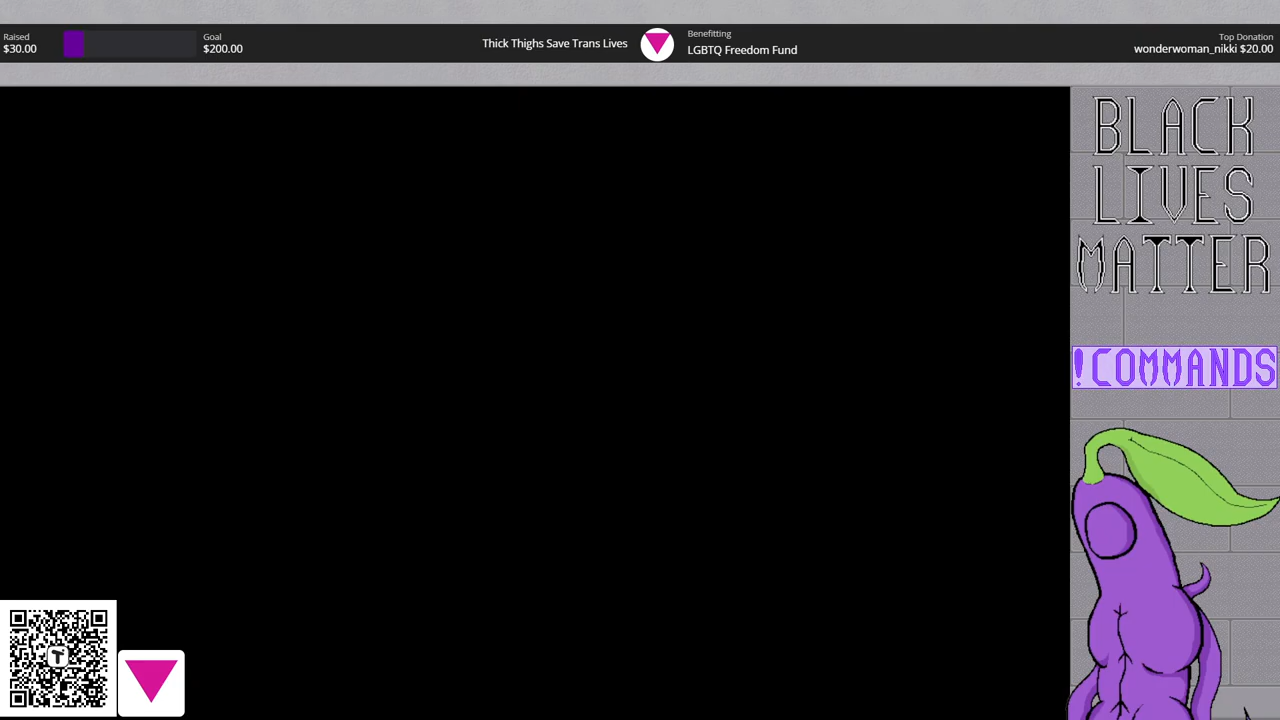 Raised
$30.00
Goal
$200.00
Thick Thighs Save Trans Lives
Benefitting
LGBTQ Freedom Fund
Top Donation
wonderwoman_nikki $20.00
BLACK
LIVES
MATTER
!COMMANDS
T